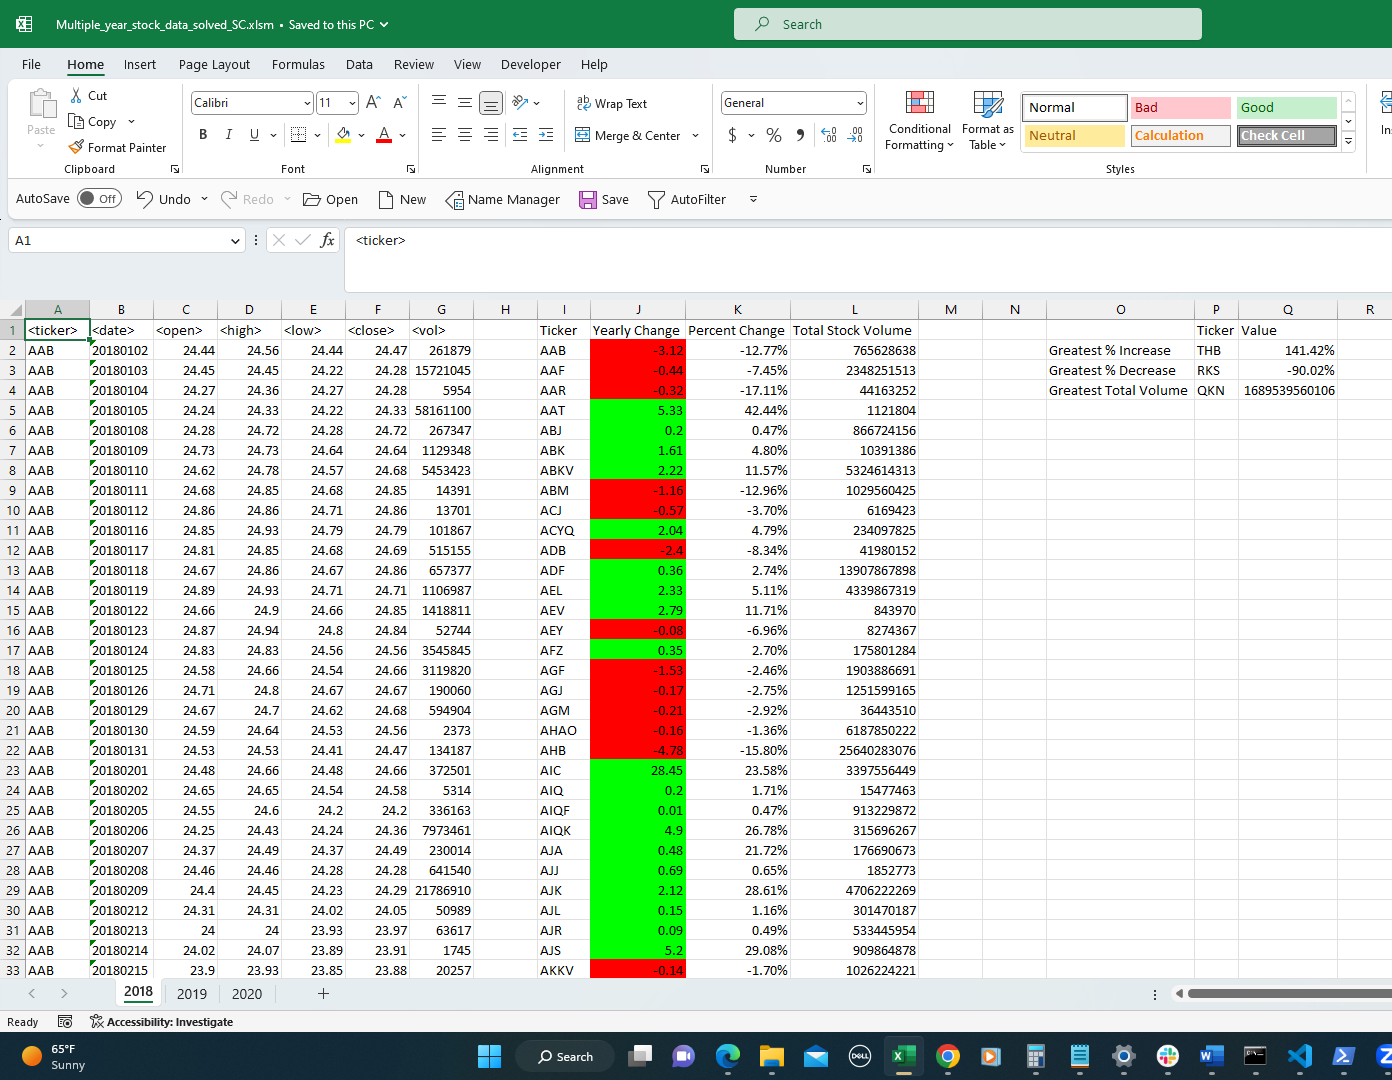 Multiple_year_stock_data_solved_SC.xlsm • Saved to this PC
Search
File Home Insert Page Layout Formulas Data Review View Developer Help
Paste
Cut
Copy
Format Painter
Clipboard
Calibri 11
B I U A
Font
Wrap Text
Merge & Center
Alignment
General
$ % ,
Number
Conditional Formatting
Format as Table
Normal Bad Good
Neutral Calculation Check Cell
Styles
AutoSave Off Undo Redo Open New Name Manager Save AutoFilter
A1 fx <ticker>
A B C D E F G H I J K L M N O P Q R
1 <ticker> <date> <open> <high> <low> <close> <vol> Ticker Yearly Change Percent Change Total Stock Volume Ticker Value
2 AAB 20180102 24.44 24.56 24.44 24.47 261879 AAB -3.12 -12.77% 765628638 Greatest % Increase THB 141.42%
3 AAB 20180103 24.45 24.45 24.22 24.28 15721045 AAF -0.44 -7.45% 2348251513 Greatest % Decrease RKS -90.02%
4 AAB 20180104 24.27 24.36 24.27 24.28 5954 AAR -0.32 -17.11% 44163252 Greatest Total Volume QKN 1689539560106
5 AAB 20180105 24.24 24.33 24.22 24.33 58161100 AAT 5.33 42.44% 1121804
6 AAB 20180108 24.28 24.72 24.28 24.72 267347 ABJ 0.2 0.47% 866724156
7 AAB 20180109 24.73 24.73 24.64 24.64 1129348 ABK 1.61 4.80% 10391386
8 AAB 20180110 24.62 24.78 24.57 24.68 5453423 ABKV 2.22 11.57% 5324614313
9 AAB 20180111 24.68 24.85 24.68 24.85 14391 ABM -1.16 -12.96% 1029560425
10 AAB 20180112 24.86 24.86 24.71 24.86 13701 ACJ -0.57 -3.70% 6169423
11 AAB 20180116 24.85 24.93 24.79 24.79 101867 ACYQ 2.04 4.79% 234097825
12 AAB 20180117 24.81 24.85 24.68 24.69 515155 ADB -2.4 -8.34% 41980152
13 AAB 20180118 24.67 24.86 24.67 24.86 657377 ADF 0.36 2.74% 13907867898
14 AAB 20180119 24.89 24.93 24.71 24.71 1106987 AEL 2.33 5.11% 4339867319
15 AAB 20180122 24.66 24.9 24.66 24.85 1418811 AEV 2.79 11.71% 843970
16 AAB 20180123 24.87 24.94 24.8 24.84 52744 AEY -0.08 -6.96% 8274367
17 AAB 20180124 24.83 24.83 24.56 24.56 3545845 AFZ 0.35 2.70% 175801284
18 AAB 20180125 24.58 24.66 24.54 24.66 3119820 AGF -1.53 -2.46% 1903886691
19 AAB 20180126 24.71 24.8 24.67 24.67 190060 AGJ -0.17 -2.75% 1251599165
20 AAB 20180129 24.67 24.7 24.62 24.68 594904 AGM -0.21 -2.92% 36443510
21 AAB 20180130 24.59 24.64 24.53 24.56 2373 AHAO -0.16 -1.36% 6187850222
22 AAB 20180131 24.53 24.53 24.41 24.47 134187 AHB -4.78 -15.80% 25640283076
23 AAB 20180201 24.48 24.66 24.48 24.66 372501 AIC 28.45 23.58% 3397556449
24 AAB 20180202 24.65 24.65 24.54 24.58 5314 AIQ 0.2 1.71% 15477463
25 AAB 20180205 24.55 24.6 24.2 24.2 336163 AIQF 0.01 0.47% 913229872
26 AAB 20180206 24.25 24.43 24.24 24.36 7973461 AIQK 4.9 26.78% 315696267
27 AAB 20180207 24.37 24.49 24.37 24.49 230014 AJA 0.48 21.72% 176690673
28 AAB 20180208 24.46 24.46 24.28 24.28 641540 AJJ 0.69 0.65% 1852773
29 AAB 20180209 24.4 24.45 24.23 24.29 21786910 AJK 2.12 28.61% 4706222269
30 AAB 20180212 24.31 24.31 24.02 24.05 50989 AJL 0.15 1.16% 301470187
31 AAB 20180213 24 24 23.93 23.97 63617 AJR 0.09 0.49% 533445954
32 AAB 20180214 24.02 24.07 23.89 23.91 1745 AJS 5.2 29.08% 909864878
33 AAB 20180215 23.9 23.93 23.85 23.88 20257 AKKV -0.14 -1.70% 1026224221
2018 2019 2020
Ready Accessibility: Investigate
65°F
Sunny
Search
DELL